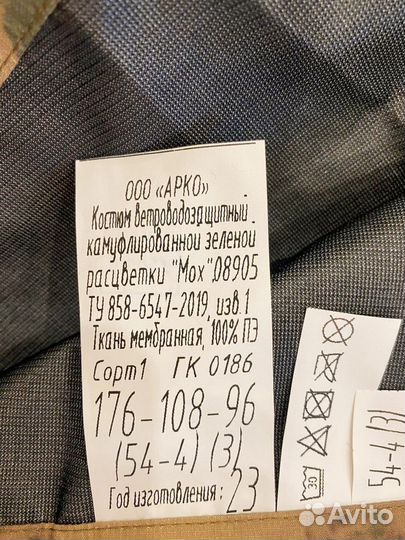 ООО «АРКО»
Костюм ветроводозащитный
камуфлированной зеленой
расцветки "Мох",08905
ТУ 858-6547-2019, изв.1
Ткань мембранная, 100% ПЭ
Сорт1 ГК 0186
176-108-96
(54-4) (3)
Год изготовления: 23
30
54-4 (3)
Avito